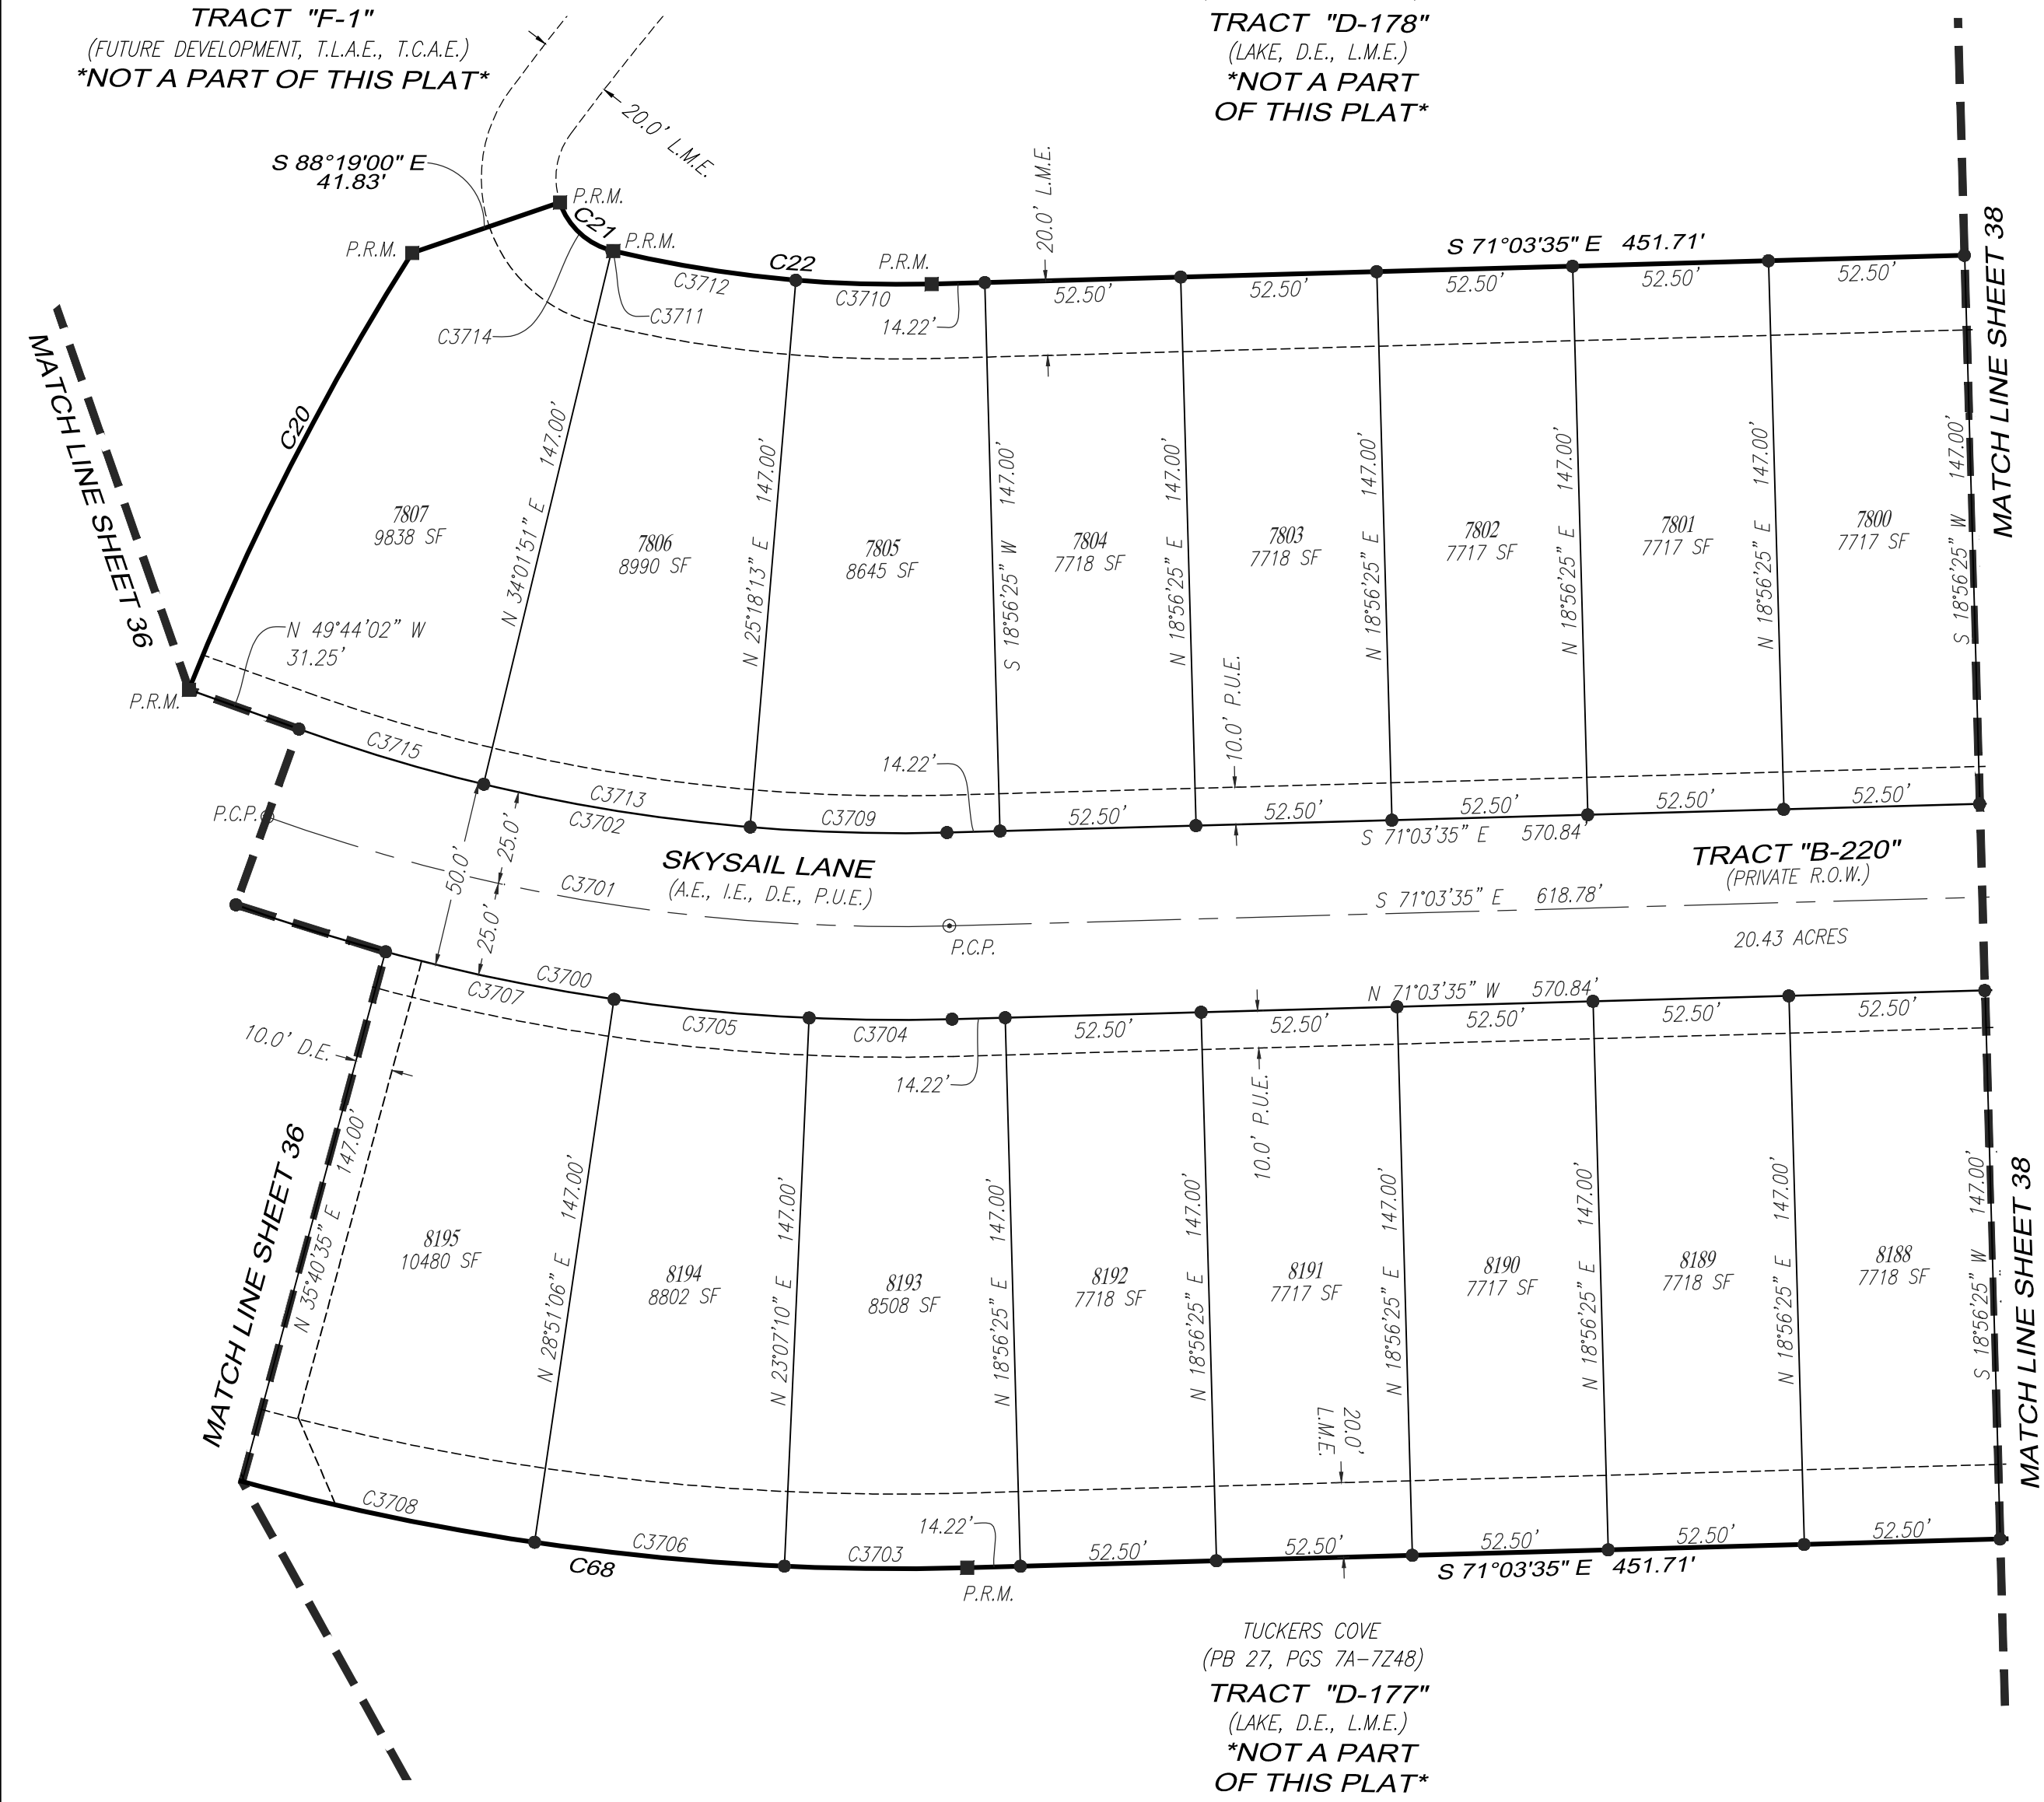 TRACT "F-1"
(FUTURE DEVELOPMENT, T.L.A.E., T.C.A.E.)
*NOT A PART OF THIS PLAT*
TRACT "D-178"
(LAKE, D.E., L.M.E.)
*NOT A PART
OF THIS PLAT*
20.0' L.M.E.
S 88°19'00" E
41.83'
P.R.M.
C21
P.R.M.
P.R.M.
C22
P.R.M.
20.0' L.M.E.
S 71°03'35" E 451.71'
MATCH LINE SHEET 38
C3712
C3710
14.22'
52.50'
52.50'
52.50'
52.50'
52.50'
C3714
C3711
MATCH LINE SHEET 36
C20
N 34°01'51" E 147.00'
N 25°18'13" E 147.00'
S 18°56'25" W 147.00'
N 18°56'25" E 147.00'
N 18°56'25" E 147.00'
N 18°56'25" E 147.00'
N 18°56'25" E 147.00'
S 18°56'25" W 147.00'
7807
9838 SF
7806
8990 SF
7805
8645 SF
7804
7718 SF
7803
7718 SF
7802
7717 SF
7801
7717 SF
7800
7717 SF
N 49°44'02" W
31.25'
P.R.M.
10.0' P.U.E.
C3715
C3713
C3702
C3709
14.22'
52.50'
52.50'
52.50'
52.50'
52.50'
S 71°03'35" E 570.84'
P.C.P.
50.0'
25.0'
25.0'
C3701
SKYSAIL LANE
(A.E., I.E., D.E., P.U.E.)
P.C.P.
S 71°03'35" E 618.78'
TRACT "B-220"
(PRIVATE R.O.W.)
20.43 ACRES
C3700
C3707
C3705
C3704
14.22'
N 71°03'35" W 570.84'
52.50'
52.50'
52.50'
52.50'
52.50'
10.0' D.E.
10.0' P.U.E.
MATCH LINE SHEET 36
N 35°40'35" E 147.00'
N 28°51'06" E 147.00'
N 23°07'10" E 147.00'
N 18°56'25" E 147.00'
N 18°56'25" E 147.00'
N 18°56'25" E 147.00'
N 18°56'25" E 147.00'
N 18°56'25" E 147.00'
S 18°56'25" W 147.00'
MATCH LINE SHEET 38
8195
10480 SF
8194
8802 SF
8193
8508 SF
8192
7718 SF
8191
7717 SF
8190
7717 SF
8189
7718 SF
8188
7718 SF
20.0'
L.M.E.
C3708
C3706
C68
C3703
14.22'
P.R.M.
52.50'
52.50'
52.50'
52.50'
52.50'
S 71°03'35" E 451.71'
TUCKERS COVE
(PB 27, PGS 7A-7Z48)
TRACT "D-177"
(LAKE, D.E., L.M.E.)
*NOT A PART
OF THIS PLAT*